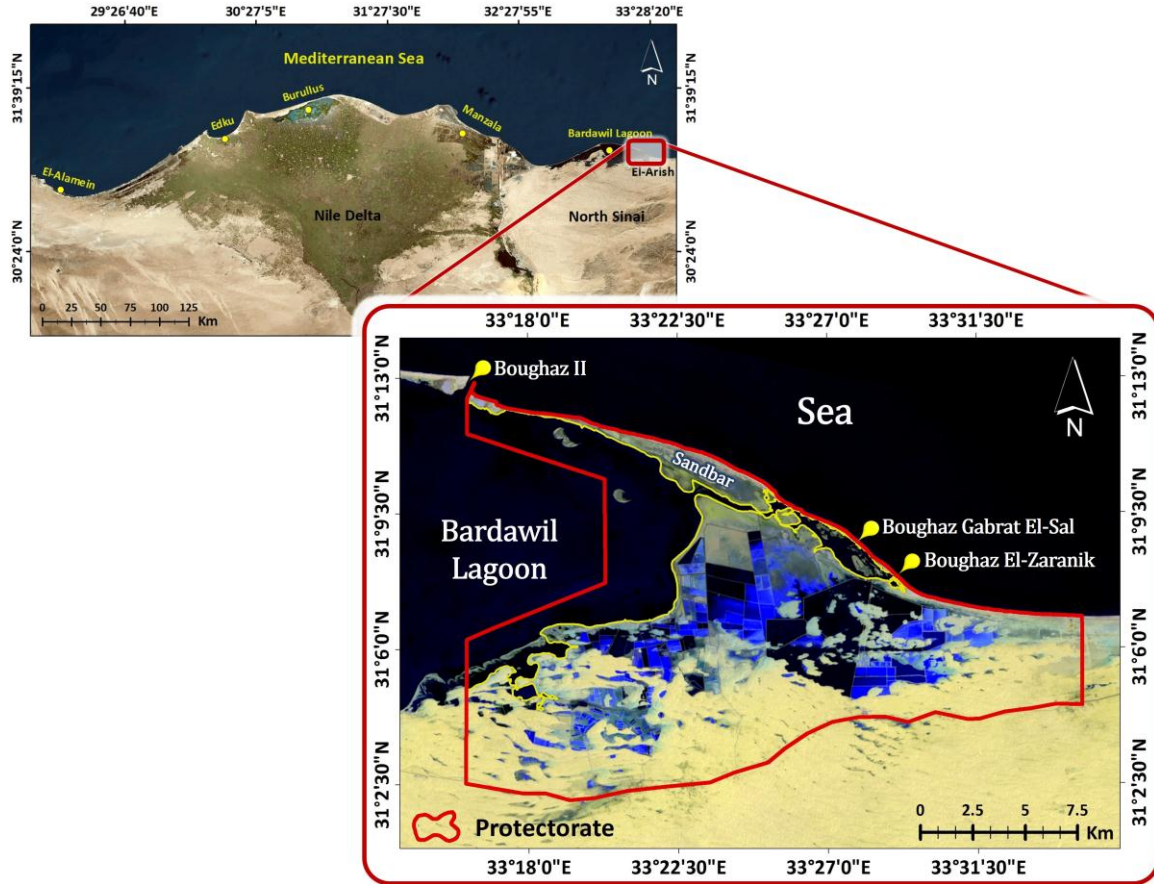 29°26'40"E 30°27'5"E 31°27'30"E 32°27'55"E 33°28'20"E
Mediterranean Sea
N
31°39'15"N
31°39'15"N
Burullus
Edku
Manzala
Bardawil Lagoon
El-Alamein
El-Arish
Nile Delta
North Sinai
30°24'0"N
30°24'0"N
0 25 50 75 100 125
Km
33°18'0"E 33°22'30"E 33°27'0"E 33°31'30"E
31°13'0"N
31°13'0"N
Boughaz II
Sea
N
Sandbar
31°9'30"N
31°9'30"N
Bardawil
Lagoon
Boughaz Gabrat El-Sal
Boughaz El-Zaranik
31°6'0"N
31°6'0"N
31°2'30"N
31°2'30"N
0 2.5 5 7.5
Km
Protectorate
33°18'0"E 33°22'30"E 33°27'0"E 33°31'30"E